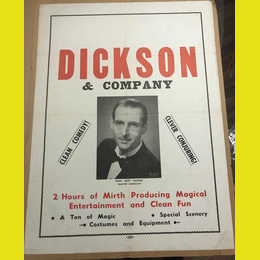 DICKSON
& COMPANY
CLEAN COMEDY!
CLEVER CONJURING!
2 Hours of Mirth Producing Magical
Entertainment and Clean Fun
• A Ton of Magic • Special Scenery
Costumes and Equipment